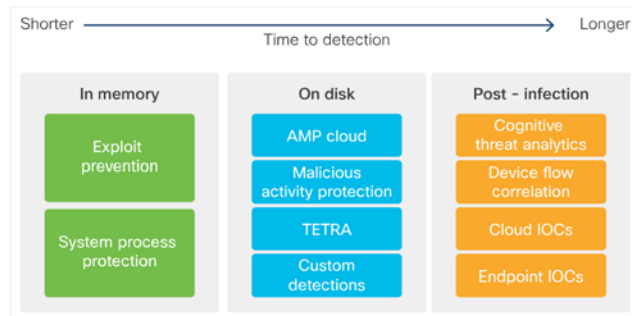 Shorter
Longer
Time to detection
In memory
Exploit
prevention
System process
protection
On disk
AMP cloud
Malicious
activity protection
TETRA
Custom
detections
Post - infection
Cognitive
threat analytics
Device flow
correlation
Cloud IOCs
Endpoint IOCs